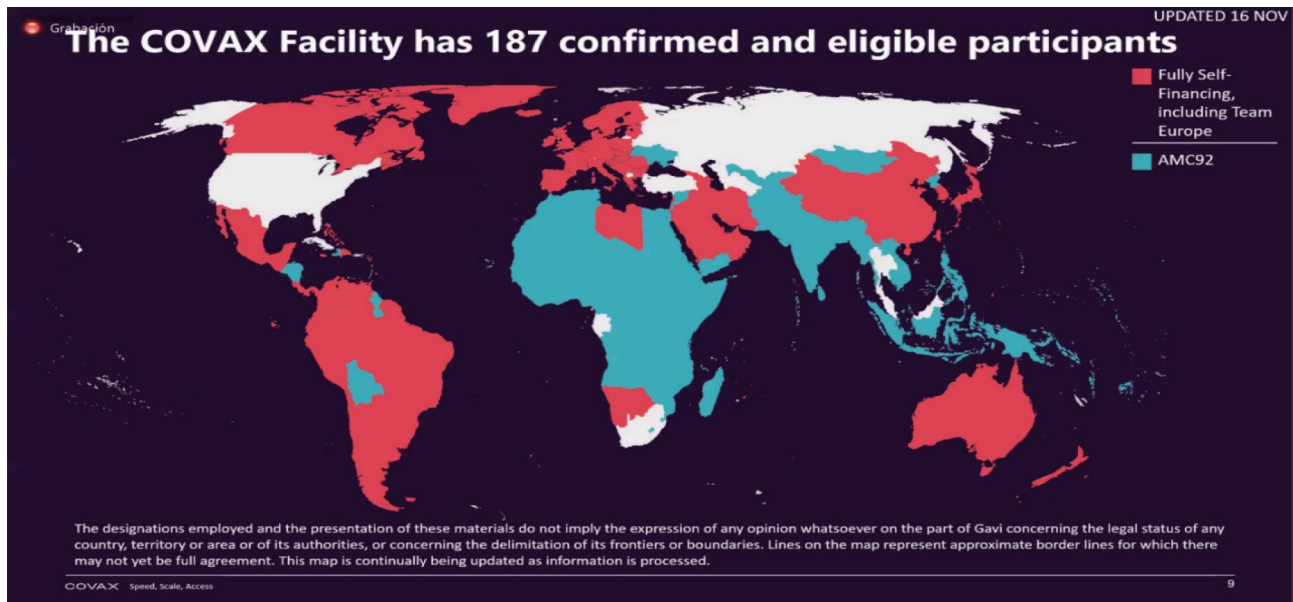 UPDATED 16 NOV
Grabación
The COVAX Facility has 187 confirmed and eligible participants
Fully Self-
Financing,
including Team
Europe
AMC92
The designations employed and the presentation of these materials do not imply the expression of any opinion whatsoever on the part of Gavi concerning the legal status of any
country, territory or area or of its authorities, or concerning the delimitation of its frontiers or boundaries. Lines on the map represent approximate border lines for which there
may not yet be full agreement. This map is continually being updated as information is processed.
COVAX Speed, Scale, Access
9